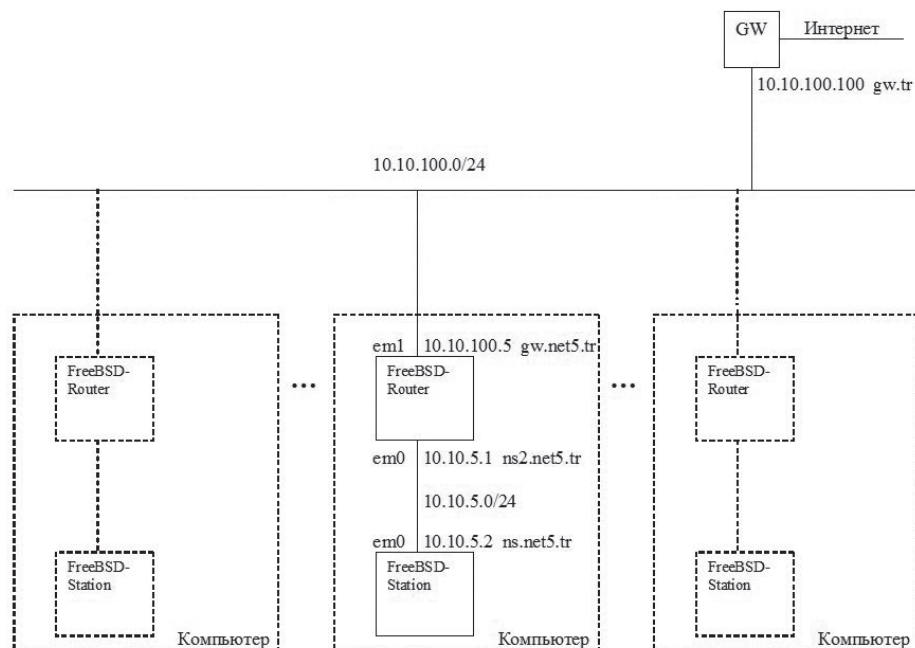 GW
Интернет
10.10.100.100 gw.tr
10.10.100.0/24
em1 10.10.100.5 gw.net5.tr
FreeBSD-
Router
...
FreeBSD-
Router
...
FreeBSD-
Router
em0 10.10.5.1 ns2.net5.tr
10.10.5.0/24
em0 10.10.5.2 ns.net5.tr
FreeBSD-
Station
FreeBSD-
Station
FreeBSD-
Station
Компьютер
Компьютер
Компьютер